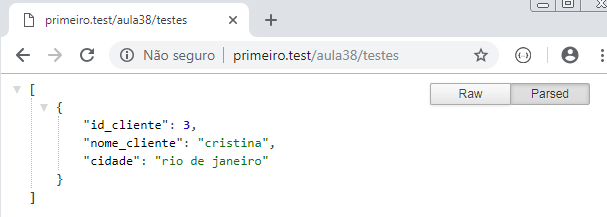 primeiro.test/aula38/testes
Não seguro | primeiro.test/aula38/testes
Raw Parsed
[
{
"id_cliente": 3,
"nome_cliente": "cristina",
"cidade": "rio de janeiro"
}
]